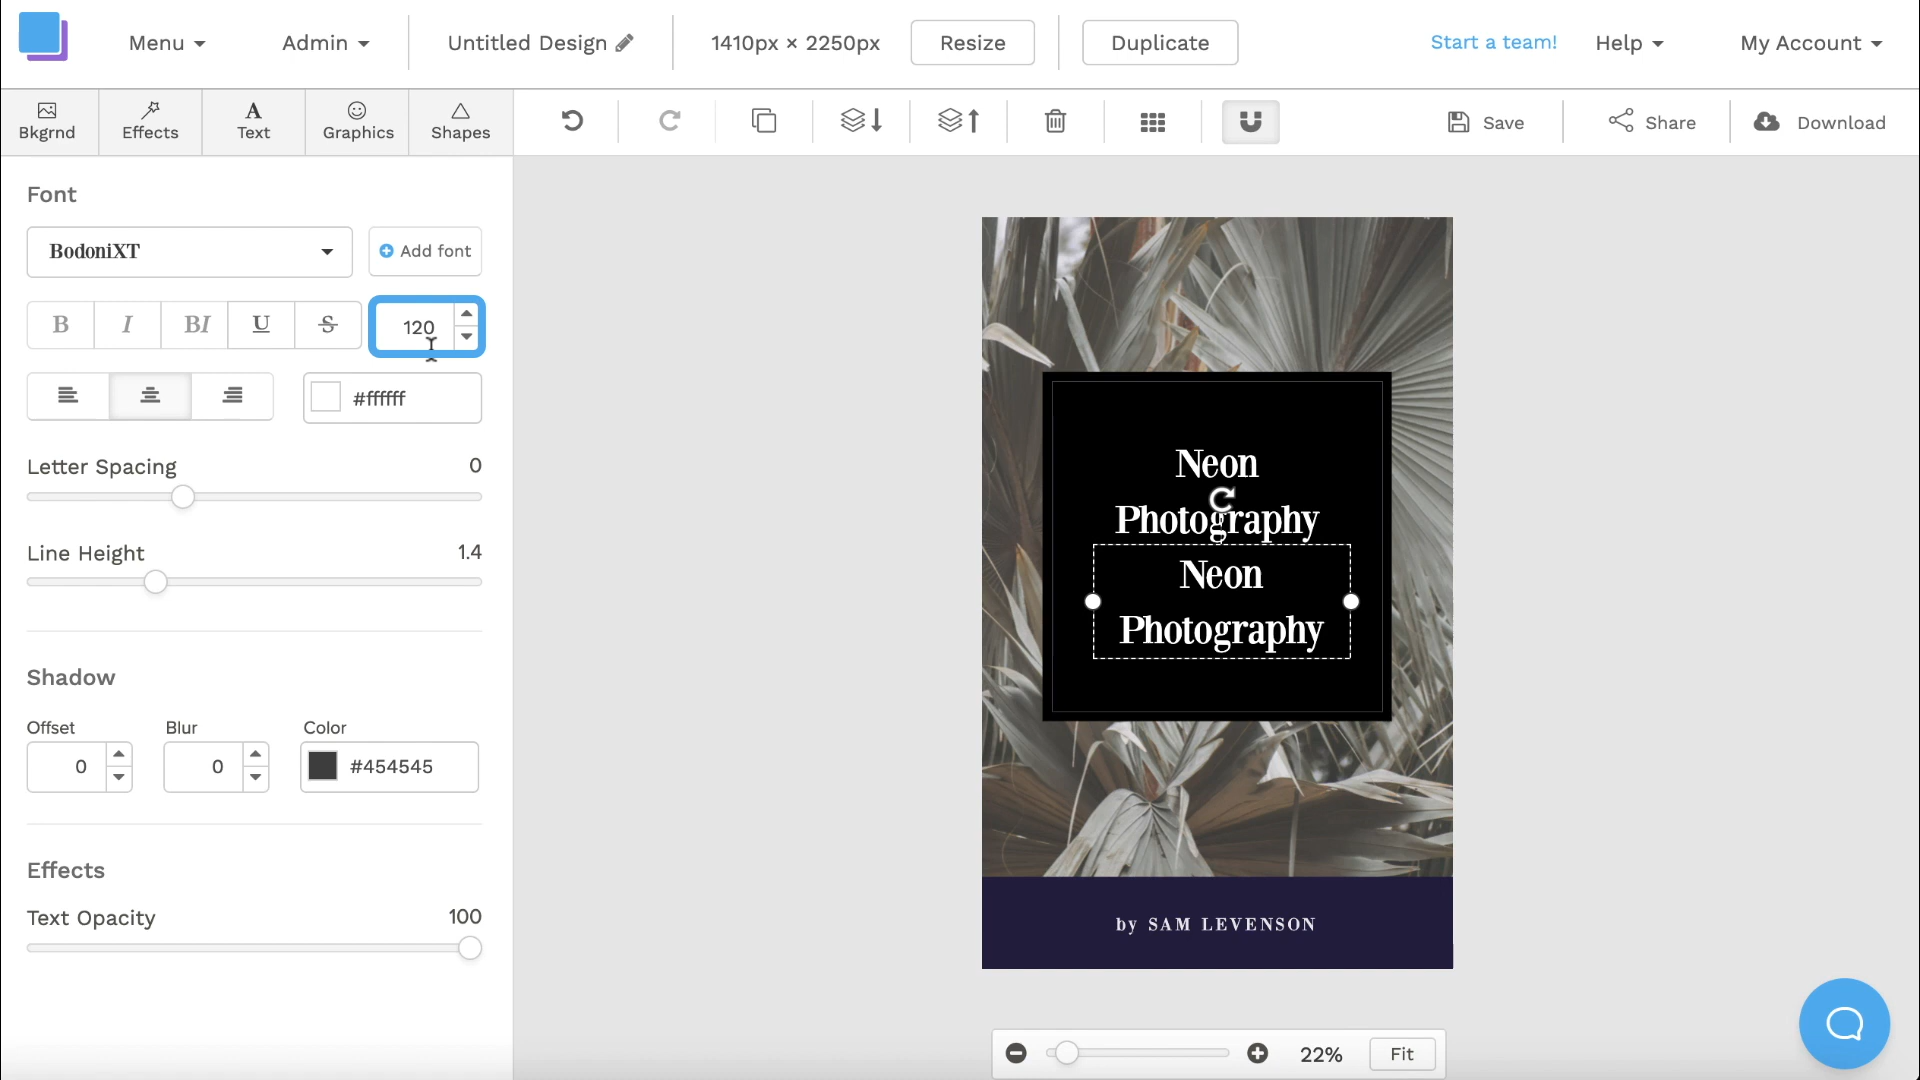 Menu
Admin
Untitled Design
1410px × 2250px
Resize
Duplicate
Start a team!
Help
My Account
Bkgrnd
Effects
A
Text
Graphics
Shapes
Save
Share
Download
Font
BodoniXT
Add font
B
I
BI
U
S
120
#ffffff
Letter Spacing
0
Line Height
1.4
Shadow
Offset
Blur
Color
0
0
#454545
Effects
Text Opacity
100
Neon
Photography
Neon
Photography
by SAM LEVENSON
22%
Fit